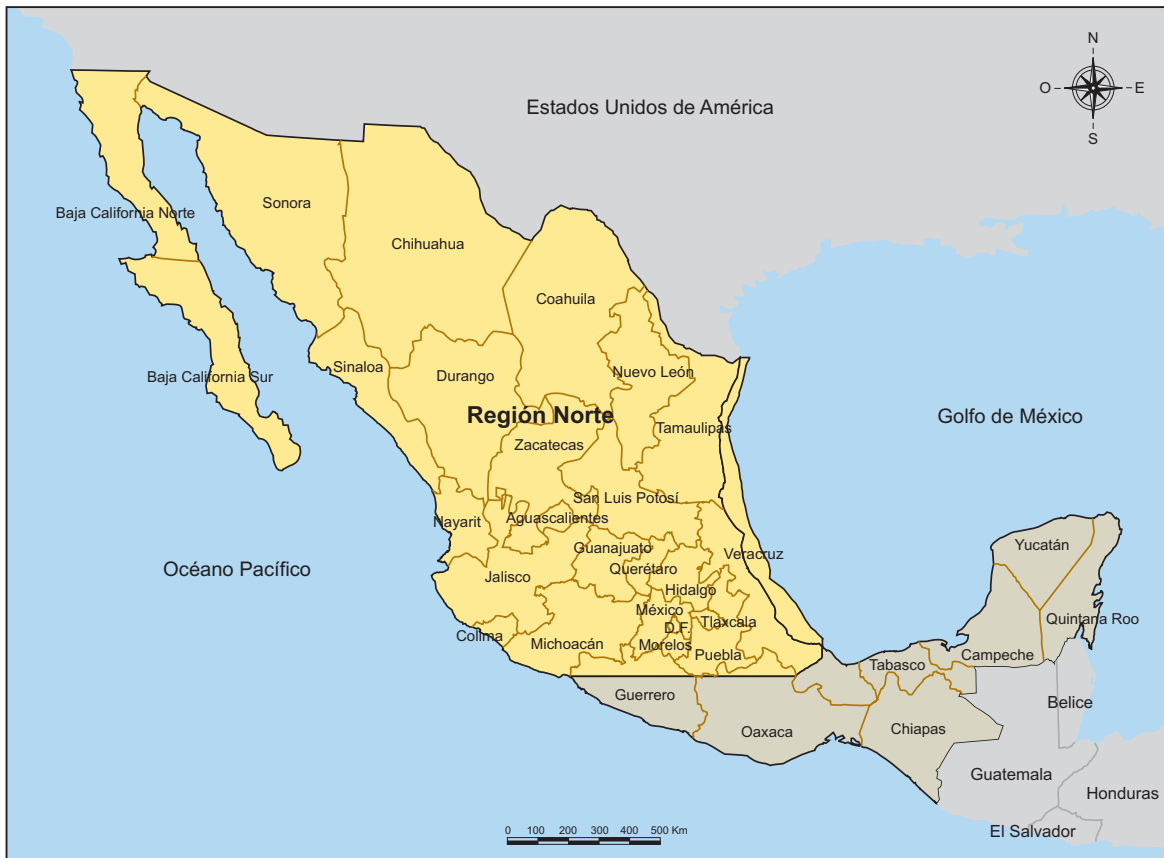 N
Estados Unidos de América
O
E
S
Baja California Norte
Sonora
Chihuahua
Coahuila
Sinaloa
Durango
Nuevo León
Baja California Sur
Región Norte
Golfo de México
Tamaulipas
Zacatecas
San Luis Potosí
Nayarit
Aguascalientes
Guanajuato
Veracruz
Yucatán
Océano Pacífico
Jalisco
Querétaro
Hidalgo
México
Quintana Roo
Tlaxcala
D.F.
Colima
Michoacán
Morelos
Puebla
Campeche
Tabasco
Guerrero
Belice
Oaxaca
Chiapas
Guatemala
Honduras
El Salvador
0 100 200 300 400 500 Km